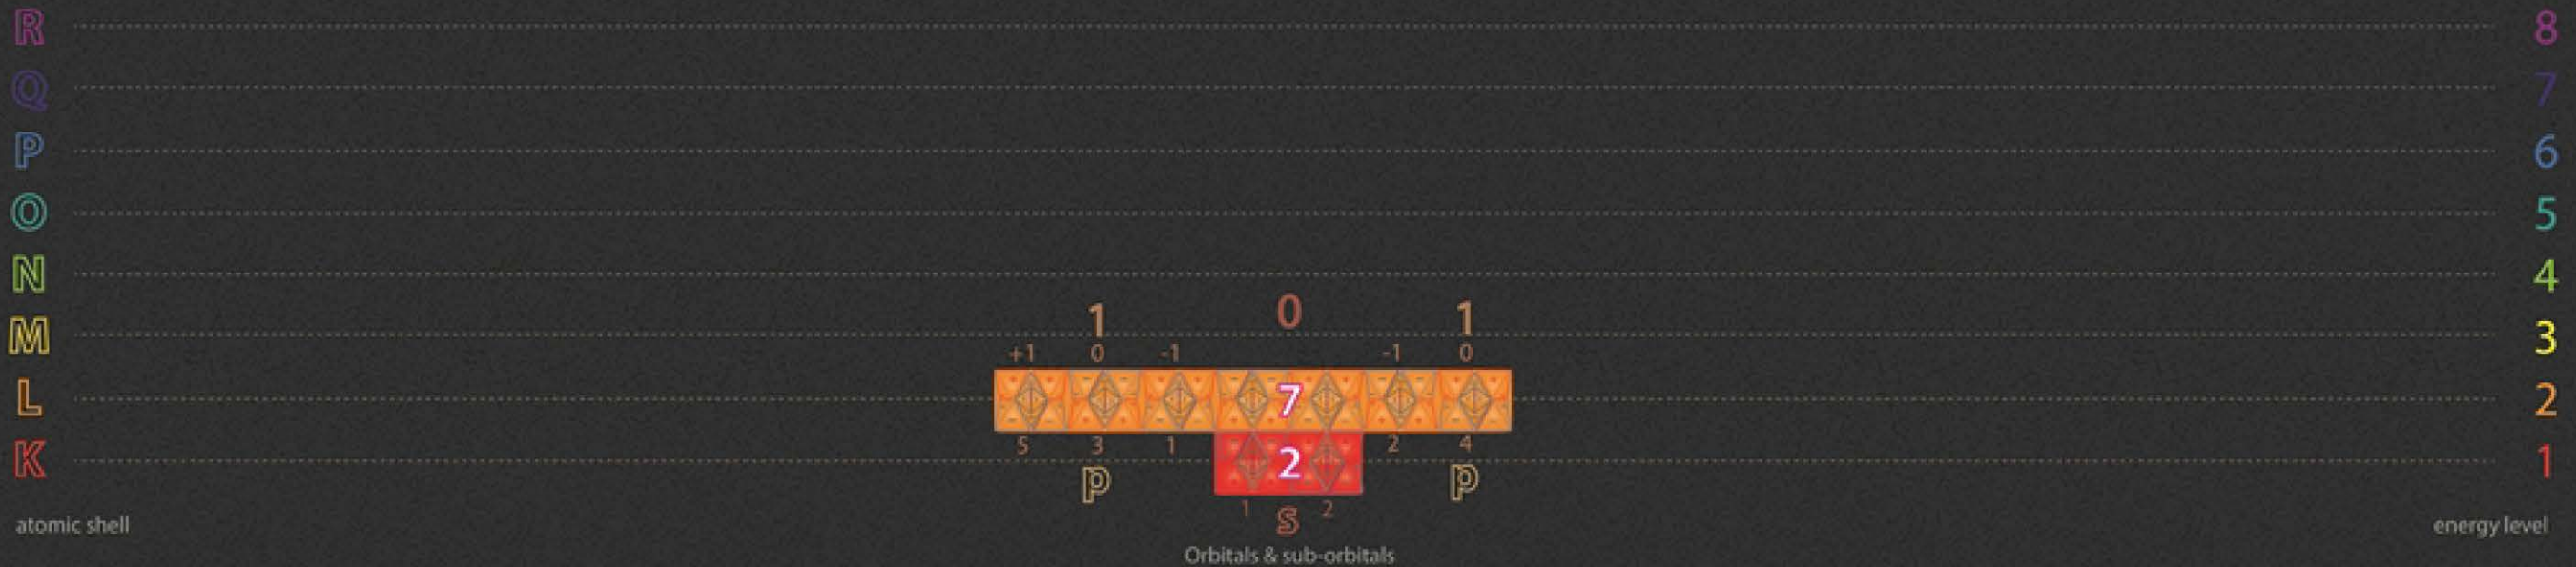 R 8
Q 7
P 6
O 5
N 4
1 0 1
M 3
+1 0 -1 -1 0
L 7 2
5 3 1 2 4
K 2 1
p p
1 s 2
atomic shell energy level
Orbitals & sub-orbitals